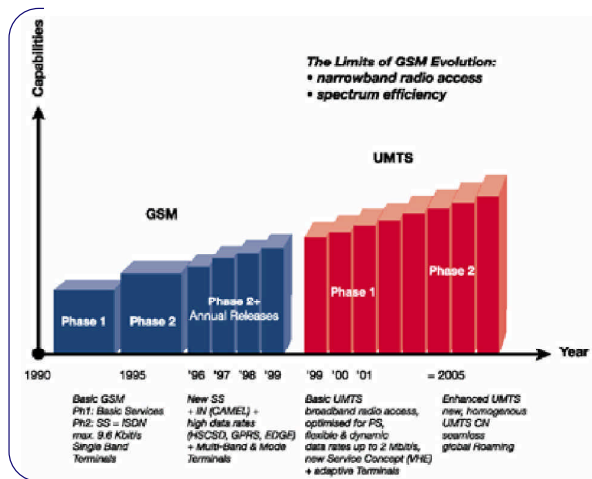 Capabilities
The Limits of GSM Evolution:
• narrowband radio access
• spectrum efficiency
UMTS
GSM
Phase 1
Phase 2
Phase 2+
Annual Releases
Phase 1
Phase 2
Year
1990
1995
'96 '97 '98 '99
'99 '00 '01
= 2005
Basic GSM
Ph1: Basic Services
Ph2: SS = ISDN
max. 9.6 Kbit/s
Single Band
Terminals
New SS
+ IN (CAMEL) +
high data rates
(HSCSD, GPRS, EDGE)
+ Multi-Band & Mode
Terminals
Basic UMTS
broadband radio access,
optimised for PS,
flexible & dynamic
data rates up to 2 Mbit/s,
new Service Concept (VHE)
+ adaptive Terminals
Enhanced UMTS
new, homogenous
UMTS CN
seamless
global Roaming